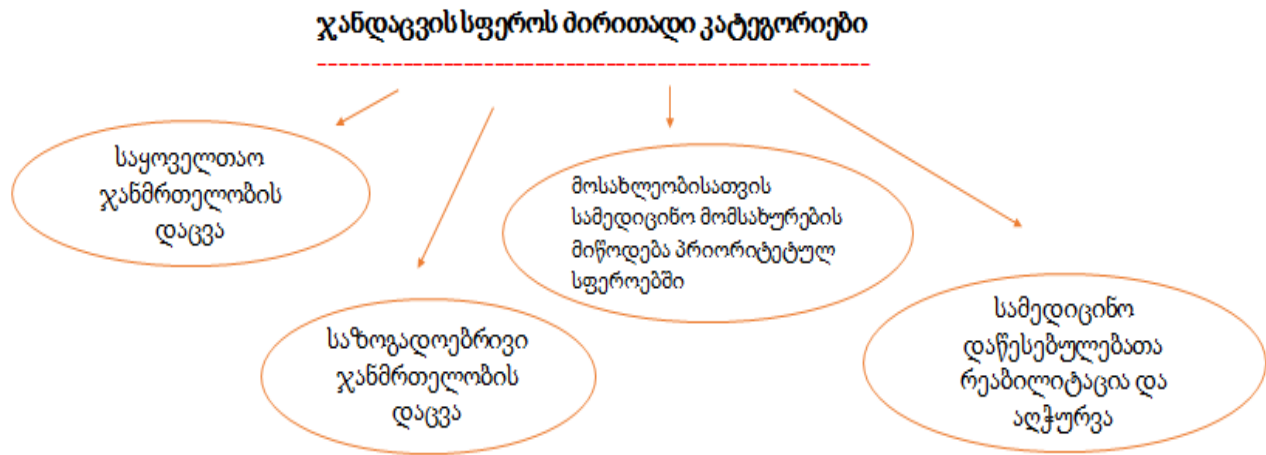 ჯანდაცვის სფეროს ძირითადი კატეგორიები
საყოველთაო
ჯანმრთელობის
დაცვა
მოსახლეობისათვის
სამედიცინო მომსახურების
მიწოდება პრიორიტეტულ
სფეროებში
საზოგადოებრივი
ჯანმრთელობის
დაცვა
სამედიცინო
დაწესებულებათა
რეაბილიტაცია და
აღჭურვა